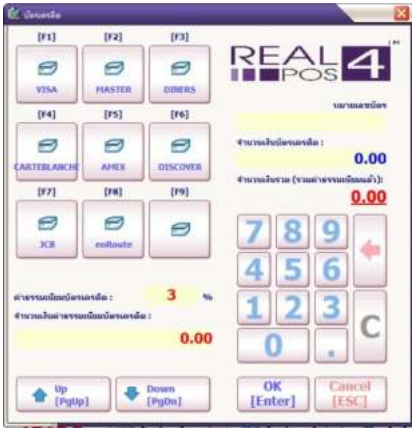 บัตรเครดิต
[F1] [F2] [F3]
VISA MASTER DINERS
[F4] [F5] [F6]
CARTEBLANCHE AMEX DISCOVER
[F7] [F8] [F9]
JCB enRoute
ค่าธรรมเนียมบัตรเครดิต : 3 %
จำนวนเงินค่าธรรมเนียมบัตรเครดิต :
0.00
Up [PgUp]
Down [PgDn]
REAL POS 4
หมายเลขบัตร
จำนวนเงินบัตรเครดิต :
0.00
จำนวนเงินรวม (รวมค่าธรรมเนียมแล้ว):
0.00
7 8 9
4 5 6
1 2 3 C
0 .
OK [Enter]
Cancel [ESC]